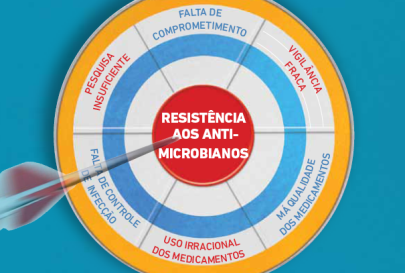 FALTA DE
COMPROMETIMENTO
VIGILÂNCIA
FRACA
MÁ QUALIDADE
DOS MEDICAMENTOS
USO IRRACIONAL
DOS MEDICAMENTOS
FALTA DE CONTROLE
DE INFECÇÃO
PESQUISA
INSUFICIENTE
RESISTÊNCIA
AOS ANTI-
MICROBIANOS